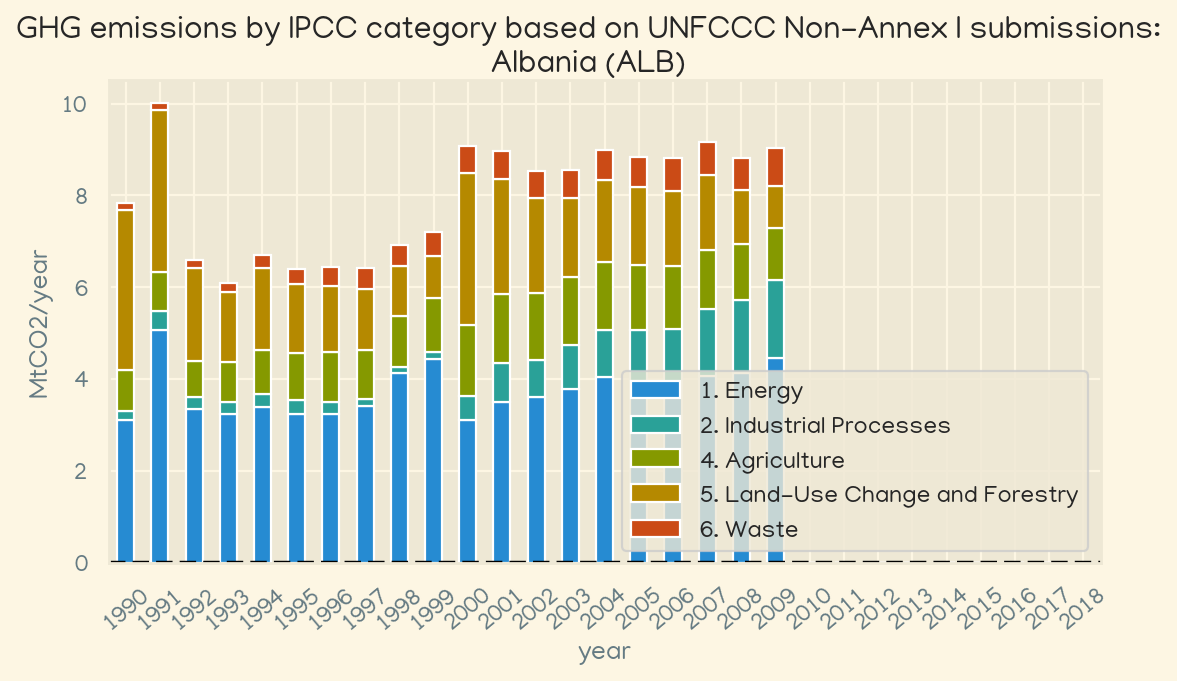 GHG emissions by IPCC category based on UNFCCC Non-Annex I submissions:
Albania (ALB)
MtCO2/year
10
8
6
4
2
0
1. Energy
2. Industrial Processes
4. Agriculture
5. Land-Use Change and Forestry
6. Waste
1990 1991 1992 1993 1994 1995 1996 1997 1998 1999 2000 2001 2002 2003 2004 2005 2006 2007 2008 2009 2010 2011 2012 2013 2014 2015 2016 2017 2018
year